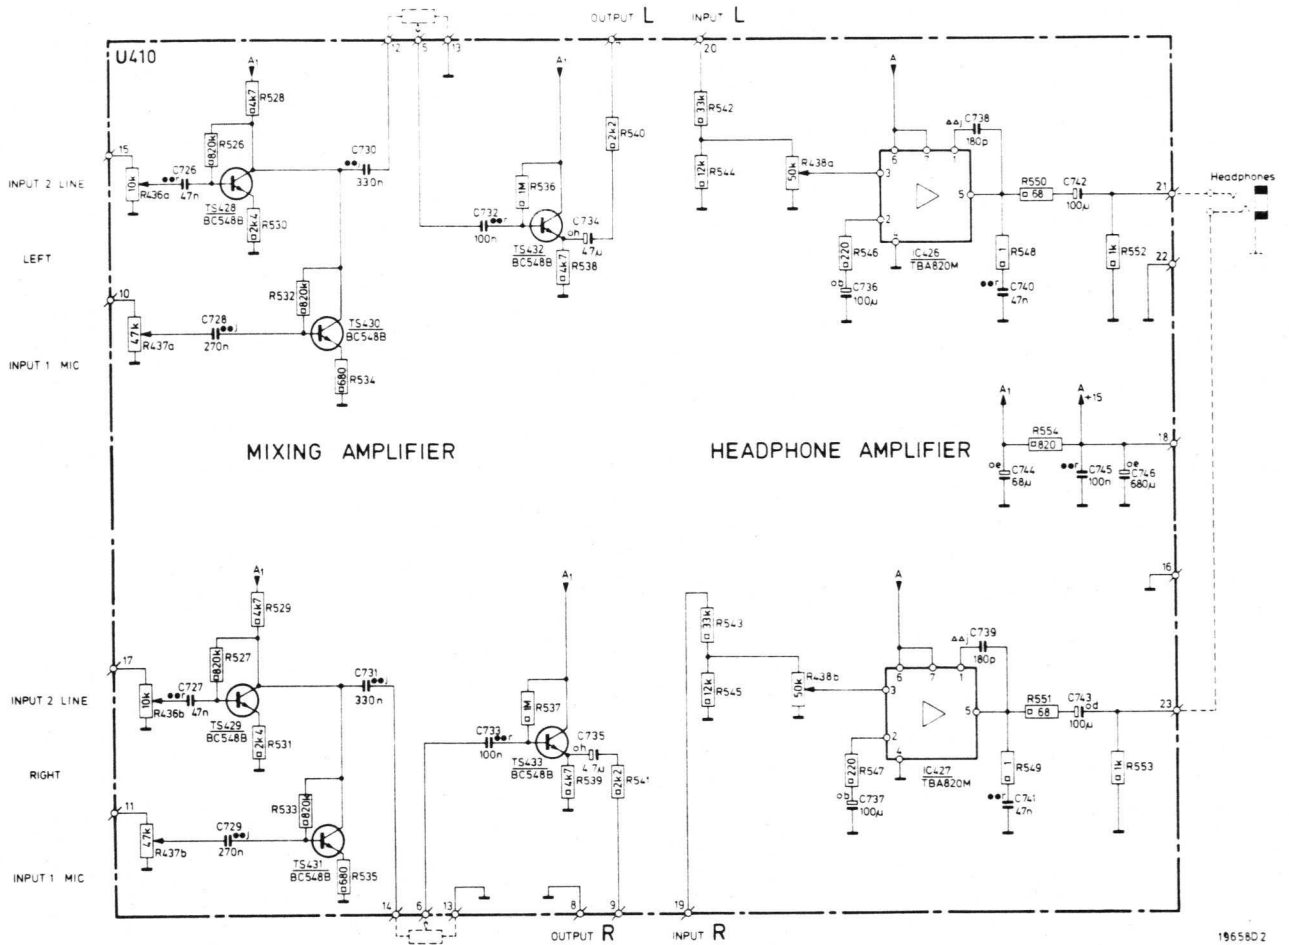 OUTPUT L INPUT L
12 5 13 7 20
U410
A1 A1 A
4k7 R528
33k R542
C738
180p
820k R526
2k2 R540
15
C730
330n
6 7 1
INPUT 2 LINE
10k
R436a
C726
47n
TS428
BC548B
2k4 R530
1M R536
12k R544
50k R438a
3
5
2
R550
68
C742
100µ
21
Headphones
C732
100n
TS432
BC548B
C734
47µ
4k7 R538
220 R546
C736
100µ
IC426
TBA820M
1 R548
C740
47n
1k R552
22
LEFT
10
820k R532
C728
270n
TS430
BC548B
47k
R437a
INPUT 1 MIC
680 R534
MIXING AMPLIFIER
HEADPHONE AMPLIFIER
A1 A
+15
R554
820
18
C744
68µ
C745
100n
C746
680µ
16
A1 A1 A
4k7 R529
33k R543
C739
180p
17
820k R527
C731
330n
6 7 1
INPUT 2 LINE
10k
R436b
C727
47n
TS429
BC548B
2k4 R531
1M R537
12k R545
50k R438b
3
5
2
4
R551
68
C743
100µ
23
C733
100n
TS433
BC548B
C735
4.7µ
4k7 R539
2k2 R541
220 R547
C737
100µ
IC427
TBA820M
1 R549
C741
47n
1k R553
RIGHT
11
820k R533
C729
270n
TS431
BC548B
47k
R437b
INPUT 1 MIC
680 R535
14 6 13 8 9 19
OUTPUT R INPUT R
19658D2